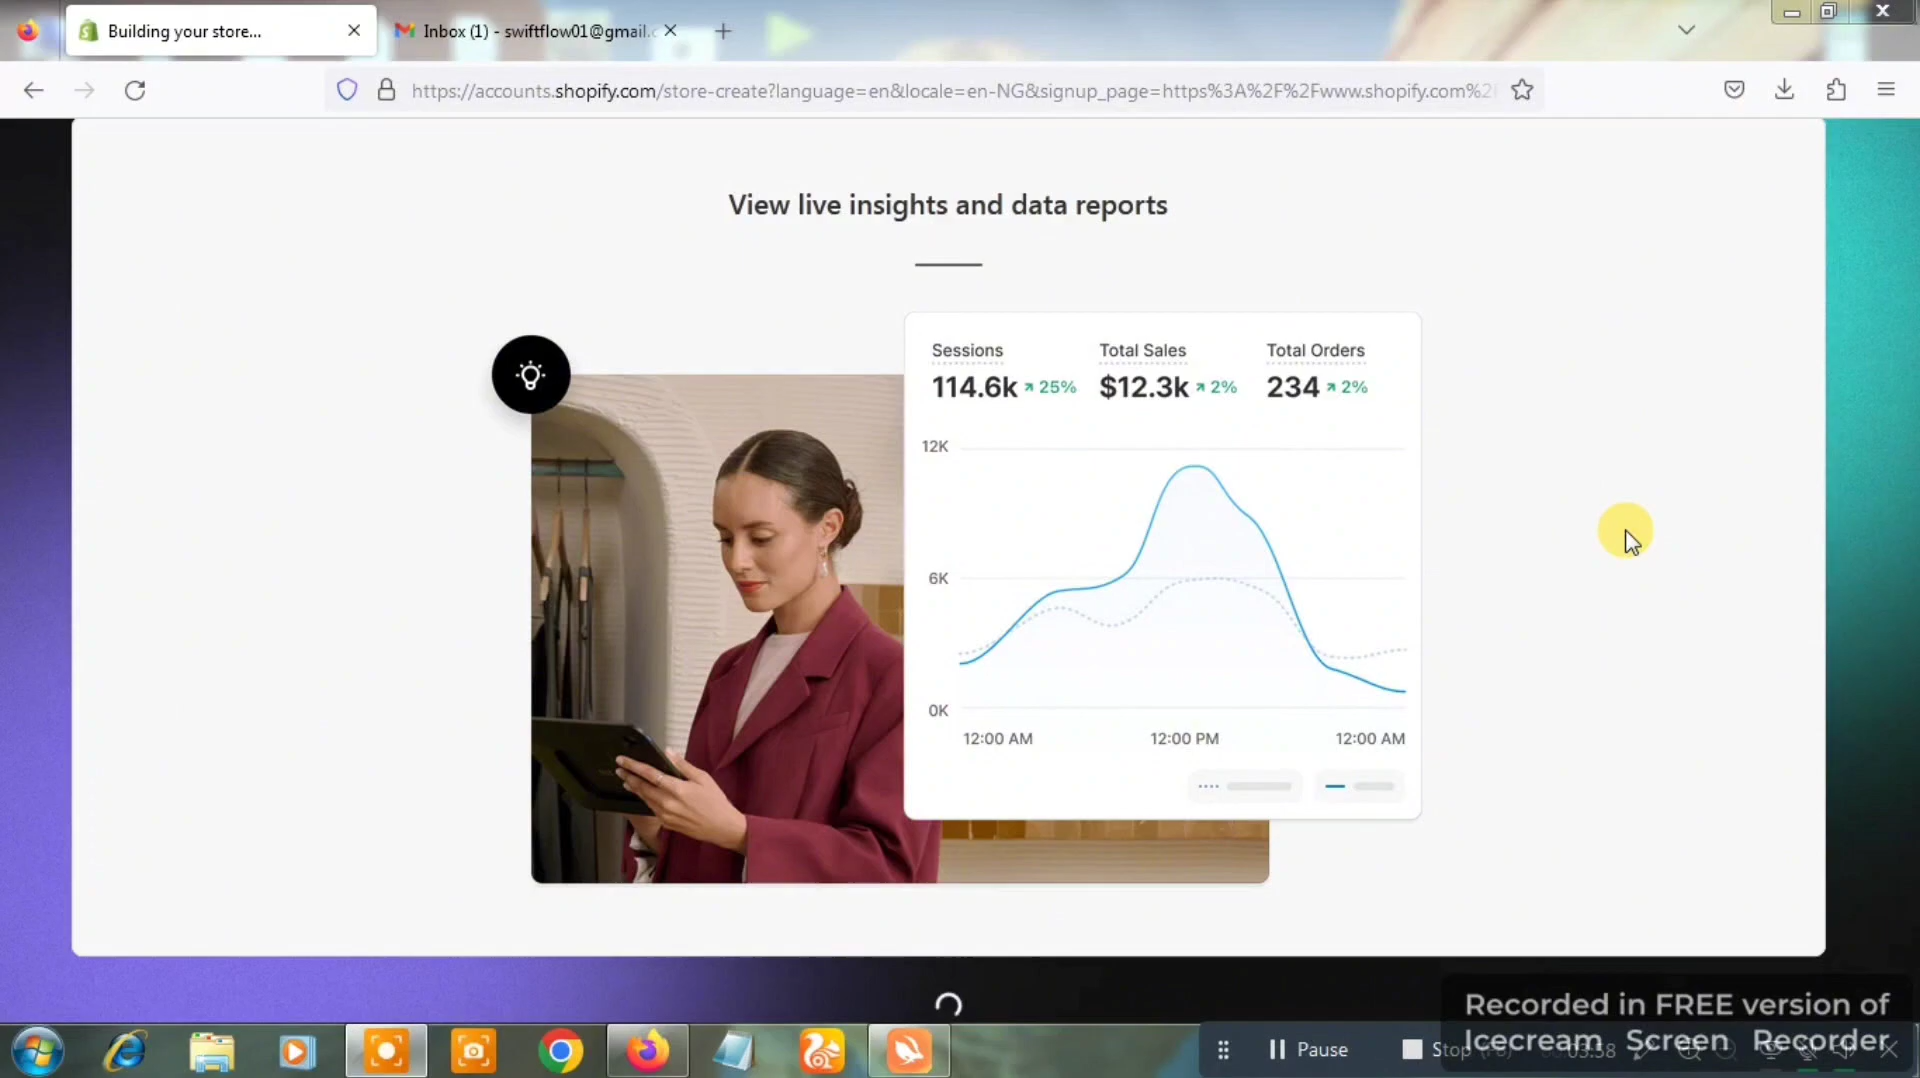 Building your store...
Inbox (1) - swiftflow01@gmail.c
https://accounts.shopify.com/store-create?language=en&locale=en-NG&signup_page=https%3A%2F%2Fwww.shopify.com%2F
View live insights and data reports
Sessions Total Sales Total Orders
114.6k 25% $12.3k 2% 234 2%
12K
6K
0K
12:00 AM 12:00 PM 12:00 AM
Recorded in FREE version of
Icecream Screen Recorder
Pause
Stop